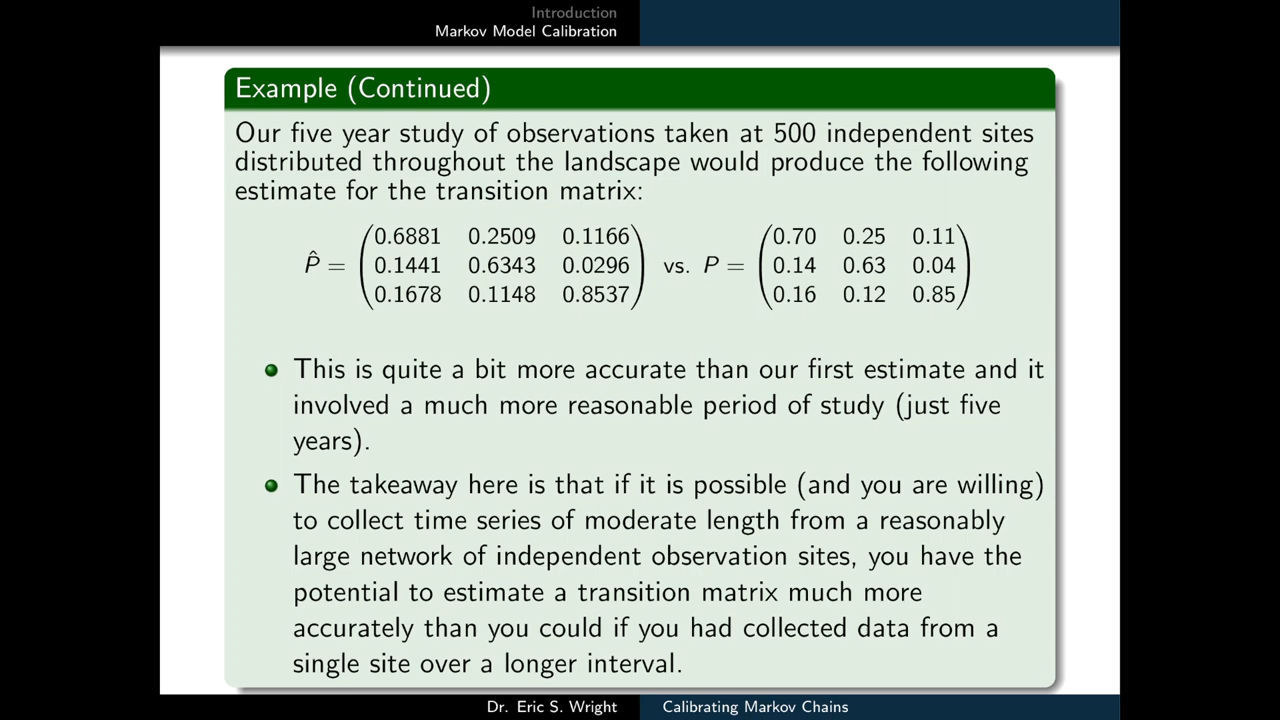 Introduction
Markov Model Calibration
Example (Continued)
Our five year study of observations taken at 500 independent sites
distributed throughout the landscape would produce the following
estimate for the transition matrix:
0.6881 0.2509 0.1166 0.70 0.25 0.11
P̂ = 0.1441 0.6343 0.0296 vs. P = 0.14 0.63 0.04
0.1678 0.1148 0.8537 0.16 0.12 0.85
This is quite a bit more accurate than our first estimate and it
involved a much more reasonable period of study (just five
years).
The takeaway here is that if it is possible (and you are willing)
to collect time series of moderate length from a reasonably
large network of independent observation sites, you have the
potential to estimate a transition matrix much more
accurately than you could if you had collected data from a
single site over a longer interval.
Dr. Eric S. Wright Calibrating Markov Chains